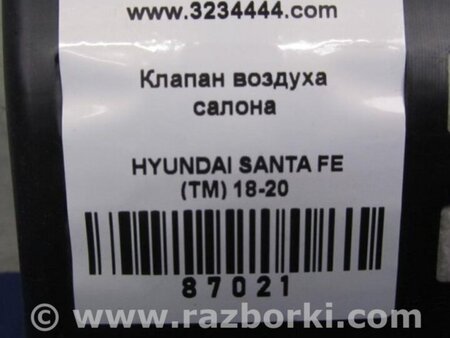 www.3234444.com
Клапан воздуха
салона
HYUNDAI SANTA FE
(TM) 18-20
87021
© www.razborki.com